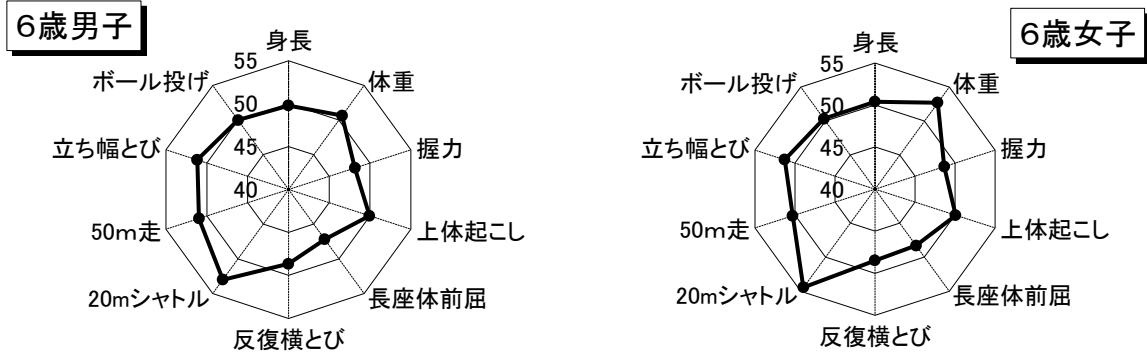 6歳男子
身長
体重
握力
上体起こし
長座体前屈
反復横とび
20mシャトル
50m走
立ち幅とび
ボール投げ
55
50
45
40
6歳女子
身長
体重
握力
上体起こし
長座体前屈
反復横とび
20mシャトル
50m走
立ち幅とび
ボール投げ
55
50
45
40